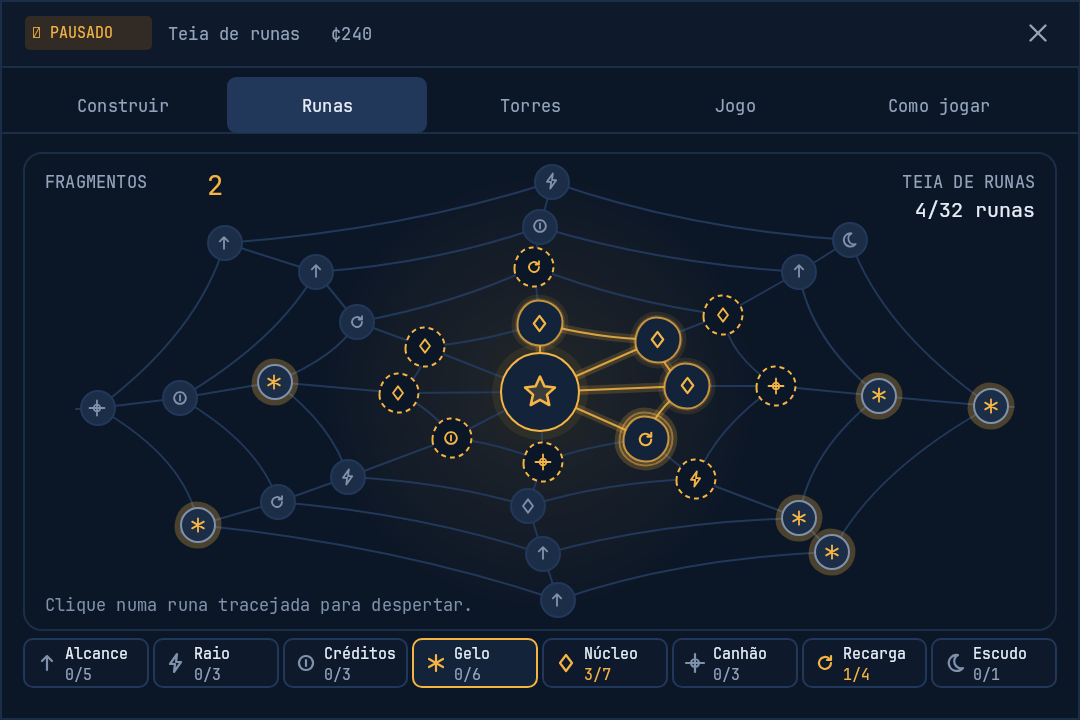 PAUSADO Teia de runas ₵240
Construir Runas Torres Jogo Como jogar
FRAGMENTOS 2
TEIA DE RUNAS
4/32 runas
Clique numa runa tracejada para despertar.
Alcance
0/5
Raio
0/3
Créditos
0/3
Gelo
0/6
Núcleo
3/7
Canhão
0/3
Recarga
1/4
Escudo
0/1